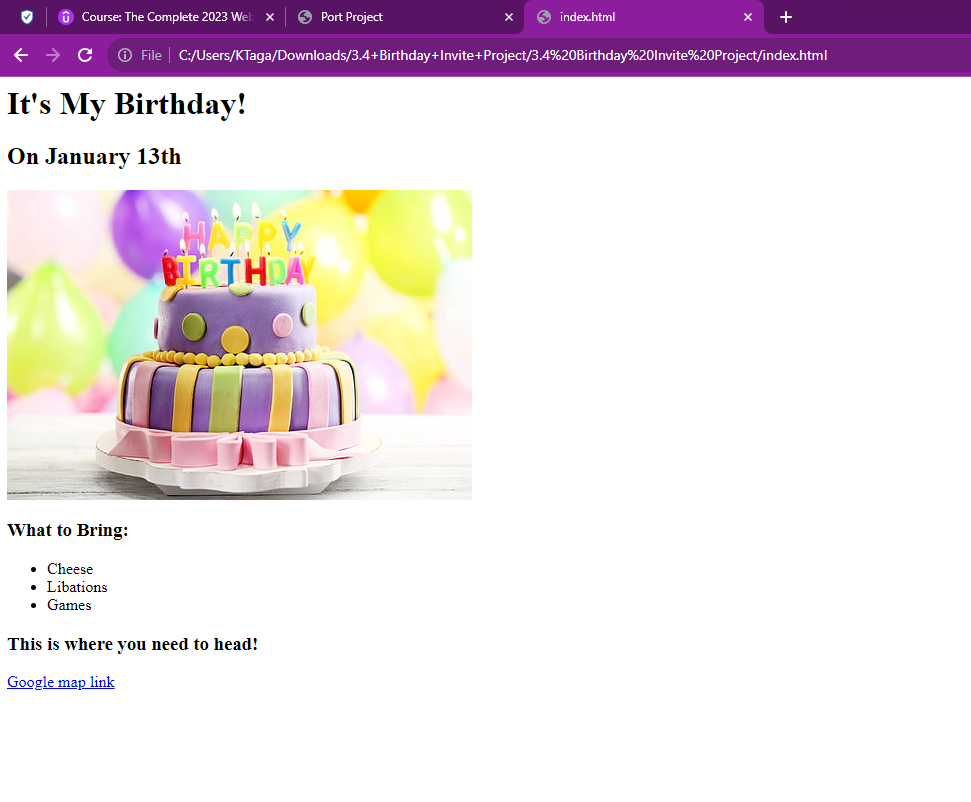 Course: The Complete 2023 Web
Port Project
index.html
File
C:/Users/KTaga/Downloads/3.4+Birthday+Invite+Project/3.4%20Birthday%20Invite%20Project/index.html
It's My Birthday!
On January 13th
HAPPY
BIRTHDAY
What to Bring:
• Cheese
• Libations
• Games
This is where you need to head!
Google map link